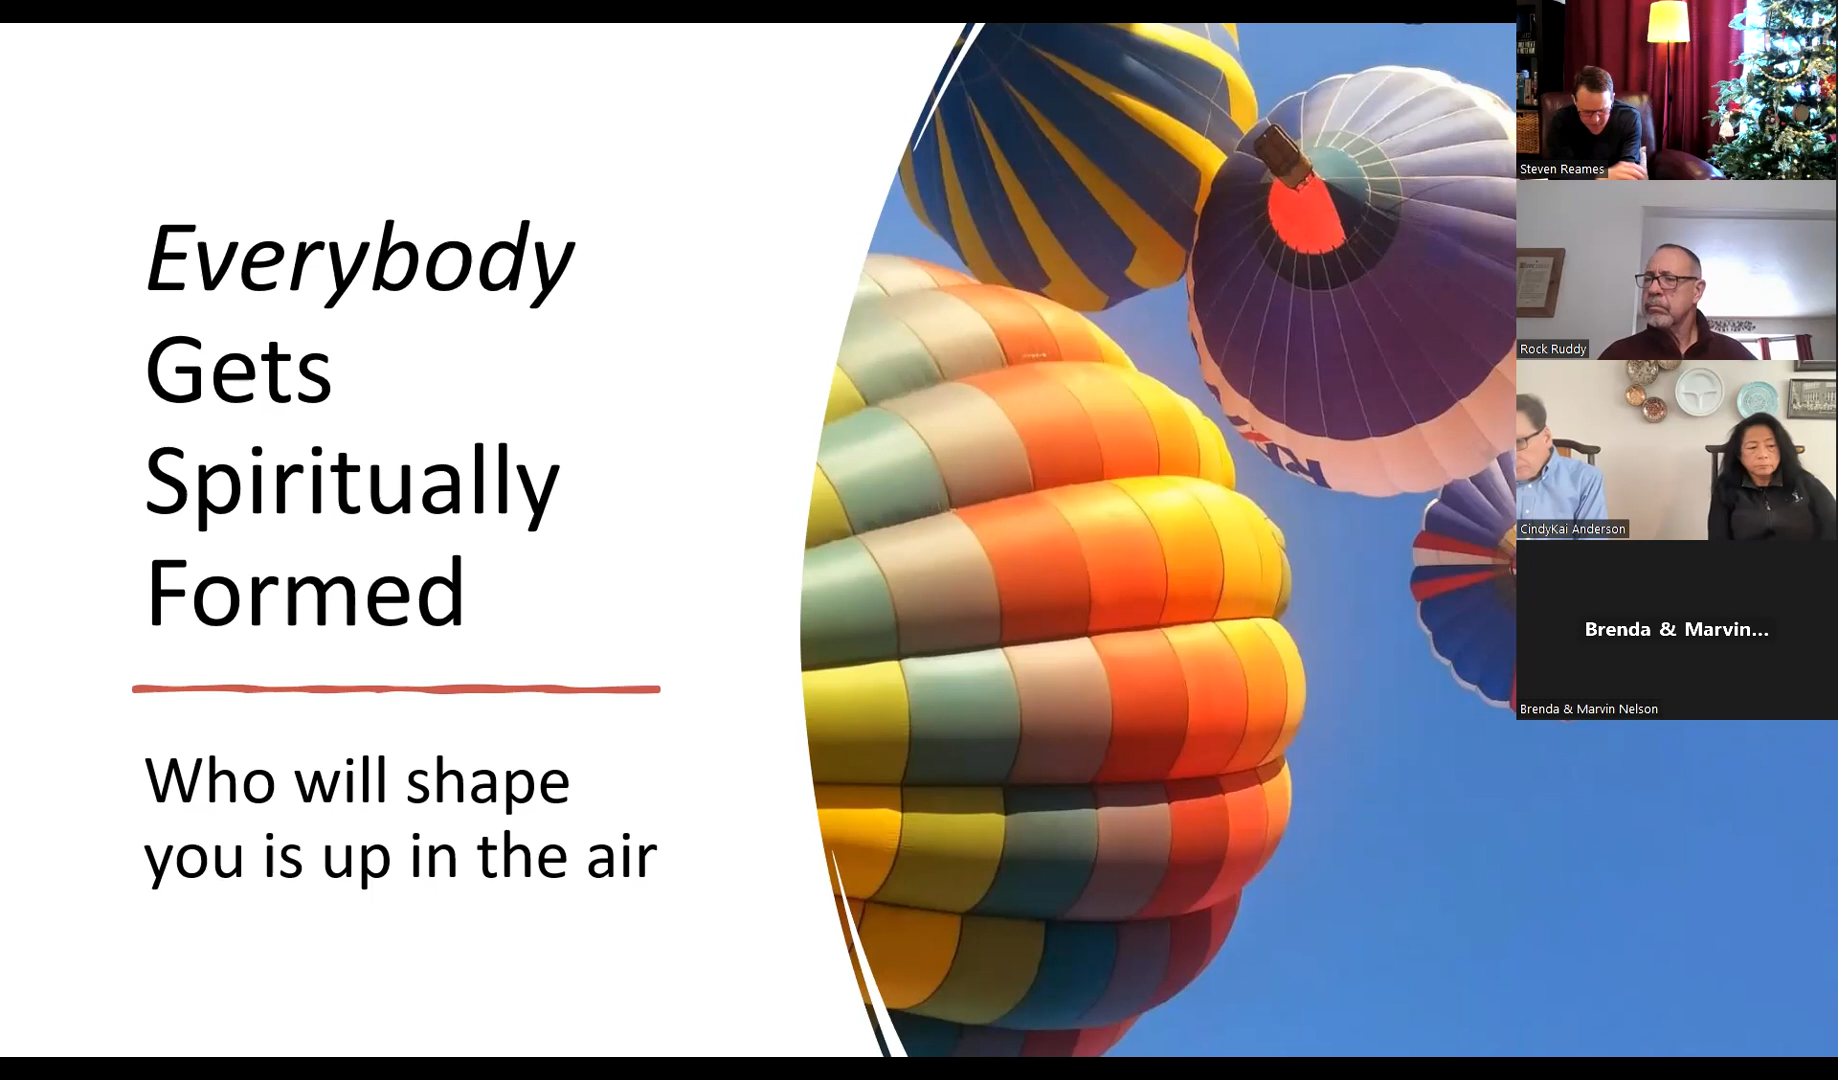 Everybody
Gets
Spiritually
Formed
Who will shape
you is up in the air
Steven Reames
Rock Ruddy
CindyKai Anderson
Brenda & Marvin...
Brenda & Marvin Nelson